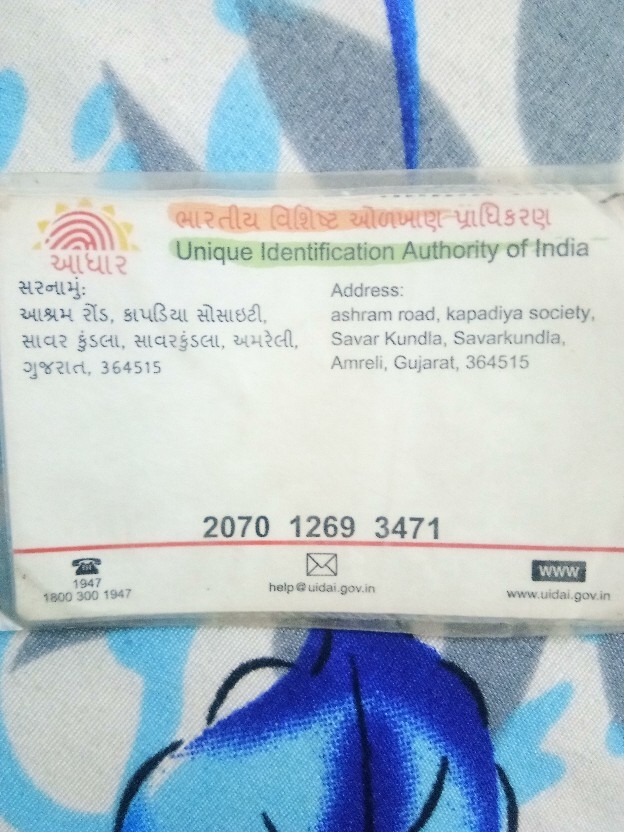 ભારતીય વિશિષ્ટ ઓળખાણ પ્રાધિકરણ
Unique Identification Authority of India
આધાર
સરનામું:
આશ્રમ રોંડ, કાપડિયા સોસાઇટી,
સાવર કુંડલા, સાવરકુંડલા, અમરેલી,
ગુજરાત, 364515
Address:
ashram road, kapadiya society,
Savar Kundla, Savarkundla,
Amreli, Gujarat, 364515
2070 1269 3471
1947
1800 300 1947
help@uidai.gov.in
www
www.uidai.gov.in